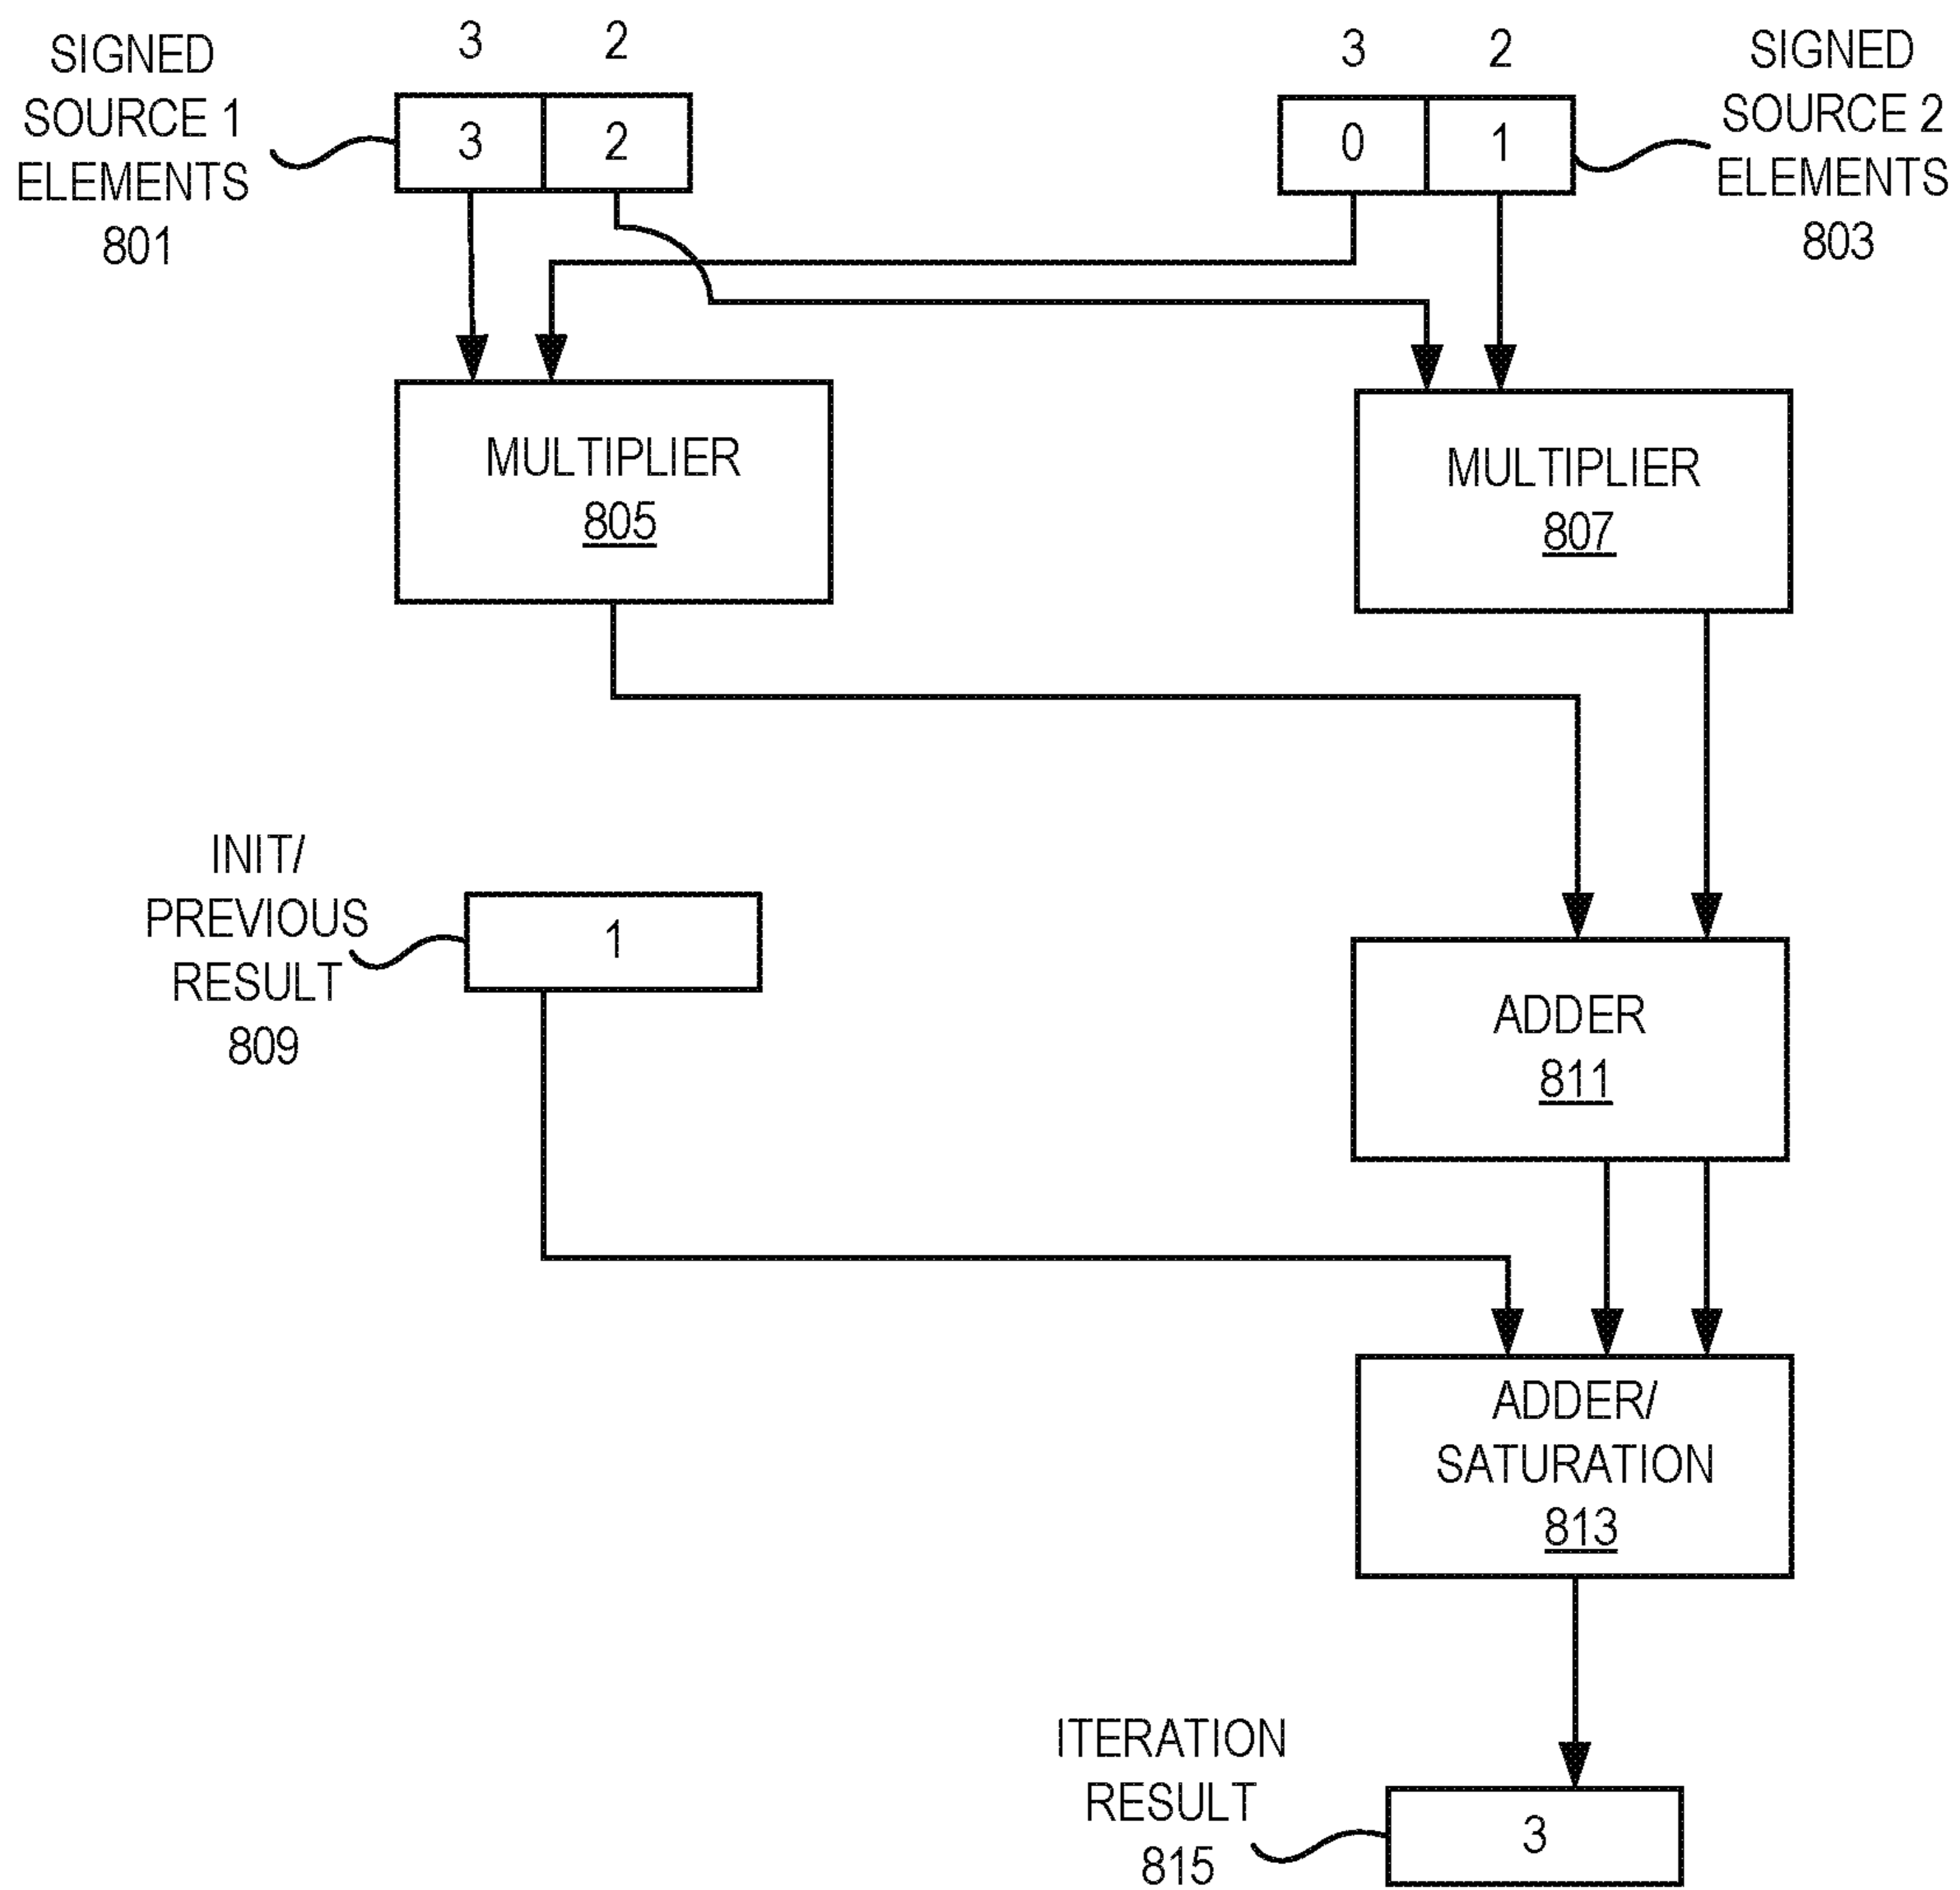 SIGNED
SOURCE 1
ELEMENTS
801
3 2
3 2
3 2
0 1
SIGNED
SOURCE 2
ELEMENTS
803
MULTIPLIER
805
MULTIPLIER
807
INIT/
PREVIOUS
RESULT
809
1
ADDER
811
ADDER/
SATURATION
813
ITERATION
RESULT
815
3